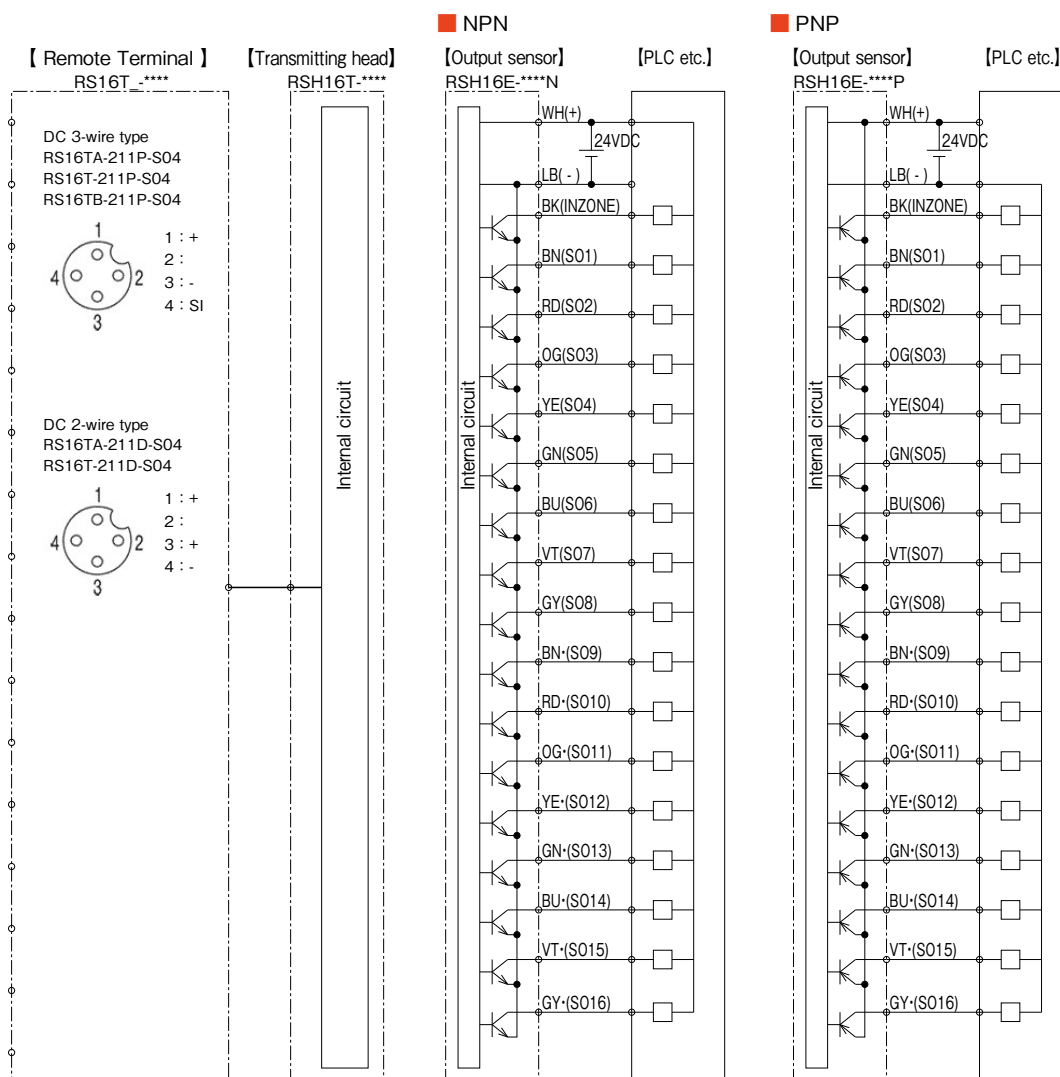 NPN
PNP
【 Remote Terminal 】
RS16T_-****
【Transmitting head】
RSH16T-****
【Output sensor】
RSH16E-****N
【PLC etc.】
【Output sensor】
RSH16E-****P
【PLC etc.】
DC 3-wire type
RS16TA-211P-S04
RS16T-211P-S04
RS16TB-211P-S04
1
4
2
3
1 : +
2 :
3 : -
4 : SI
DC 2-wire type
RS16TA-211D-S04
RS16T-211D-S04
1
4
2
3
1 : +
2 :
3 : +
4 : -
Internal circuit
Internal circuit
WH(+)
24VDC
LB( - )
BK(INZONE)
BN(SO1)
RD(SO2)
OG(SO3)
YE(SO4)
GN(SO5)
BU(SO6)
VT(SO7)
GY(SO8)
BN･(SO9)
RD･(SO10)
OG･(SO11)
YE･(SO12)
GN･(SO13)
BU･(SO14)
VT･(SO15)
GY･(SO16)
Internal circuit
WH(+)
24VDC
LB( - )
BK(INZONE)
BN(SO1)
RD(SO2)
OG(SO3)
YE(SO4)
GN(SO5)
BU(SO6)
VT(SO7)
GY(SO8)
BN･(SO9)
RD･(SO10)
OG･(SO11)
YE･(SO12)
GN･(SO13)
BU･(SO14)
VT･(SO15)
GY･(SO16)